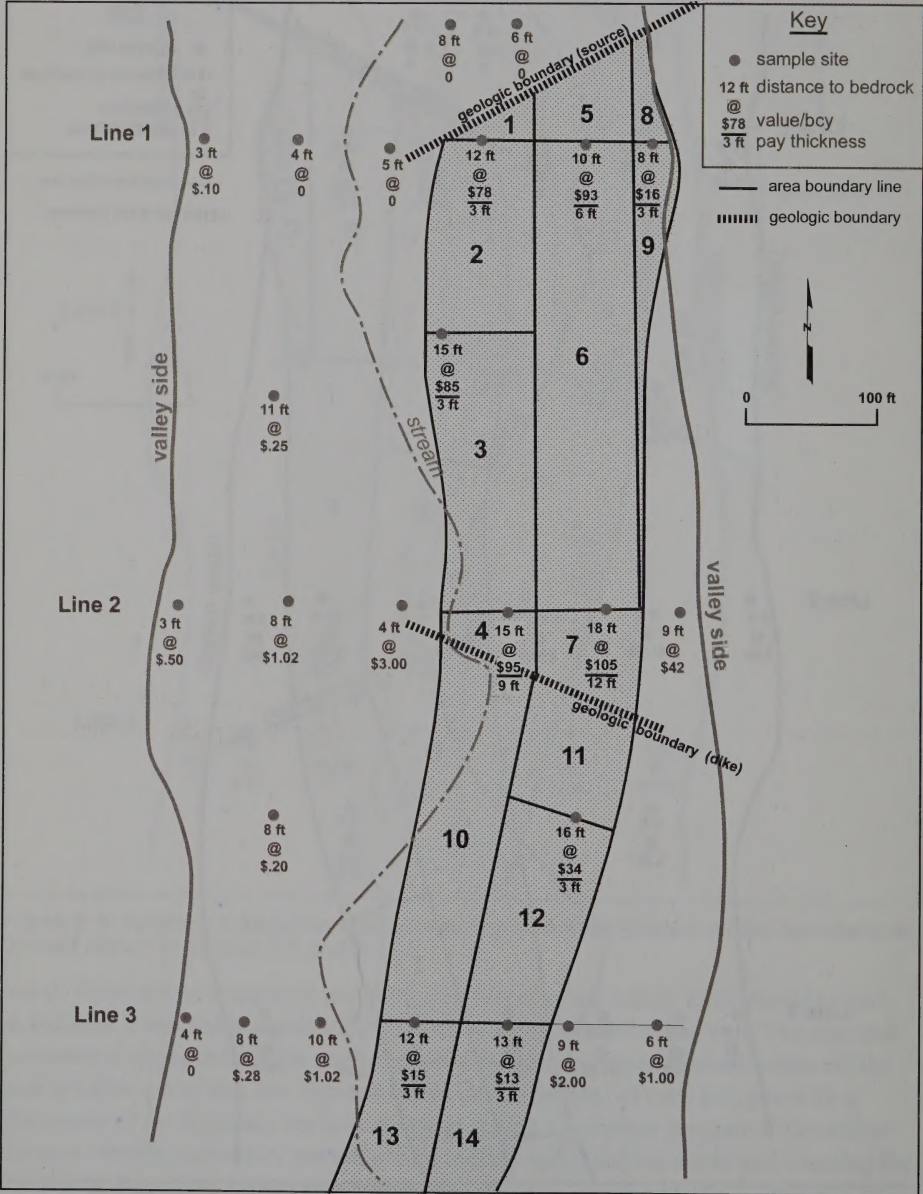 Key
sample site
12 ft distance to bedrock
@
$78 value/bcy
3 ft pay thickness
area boundary line
geologic boundary
N
0 100 ft
8 ft
@
0
6 ft
@
0
geologic boundary (source)
Line 1
3 ft
@
$.10
4 ft
@
0
5 ft
@
0
1
12 ft
@
$78
3 ft
5
10 ft
@
$93
6 ft
8
8 ft
@
$16
3 ft
2
9
6
15 ft
@
$85
3 ft
3
valley side
11 ft
@
$.25
stream
Line 2
3 ft
@
$.50
8 ft
@
$1.02
4 ft
@
$3.00
4
15 ft
@
$95
9 ft
7
18 ft
@
$105
12 ft
9 ft
@
$42
valley side
geologic boundary (dike)
11
8 ft
@
$.20
10
16 ft
@
$34
3 ft
12
Line 3
4 ft
@
0
8 ft
@
$.28
10 ft
@
$1.02
12 ft
@
$15
3 ft
13 ft
@
$13
3 ft
9 ft
@
$2.00
6 ft
@
$1.00
13
14